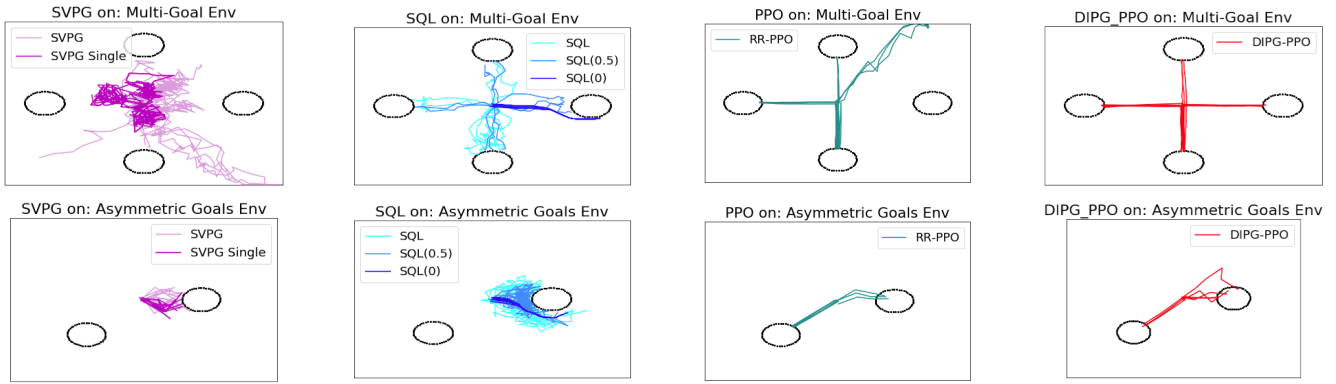 SVPG on: Multi-Goal Env
SVPG
SVPG Single
SQL on: Multi-Goal Env
SQL
SQL(0.5)
SQL(0)
PPO on: Multi-Goal Env
RR-PPO
DIPG_PPO on: Multi-Goal Env
DIPG-PPO
SVPG on: Asymmetric Goals Env
SVPG
SVPG Single
SQL on: Asymmetric Goals Env
SQL
SQL(0.5)
SQL(0)
PPO on: Asymmetric Goals Env
RR-PPO
DIPG_PPO on: Asymmetric Goals Env
DIPG-PPO